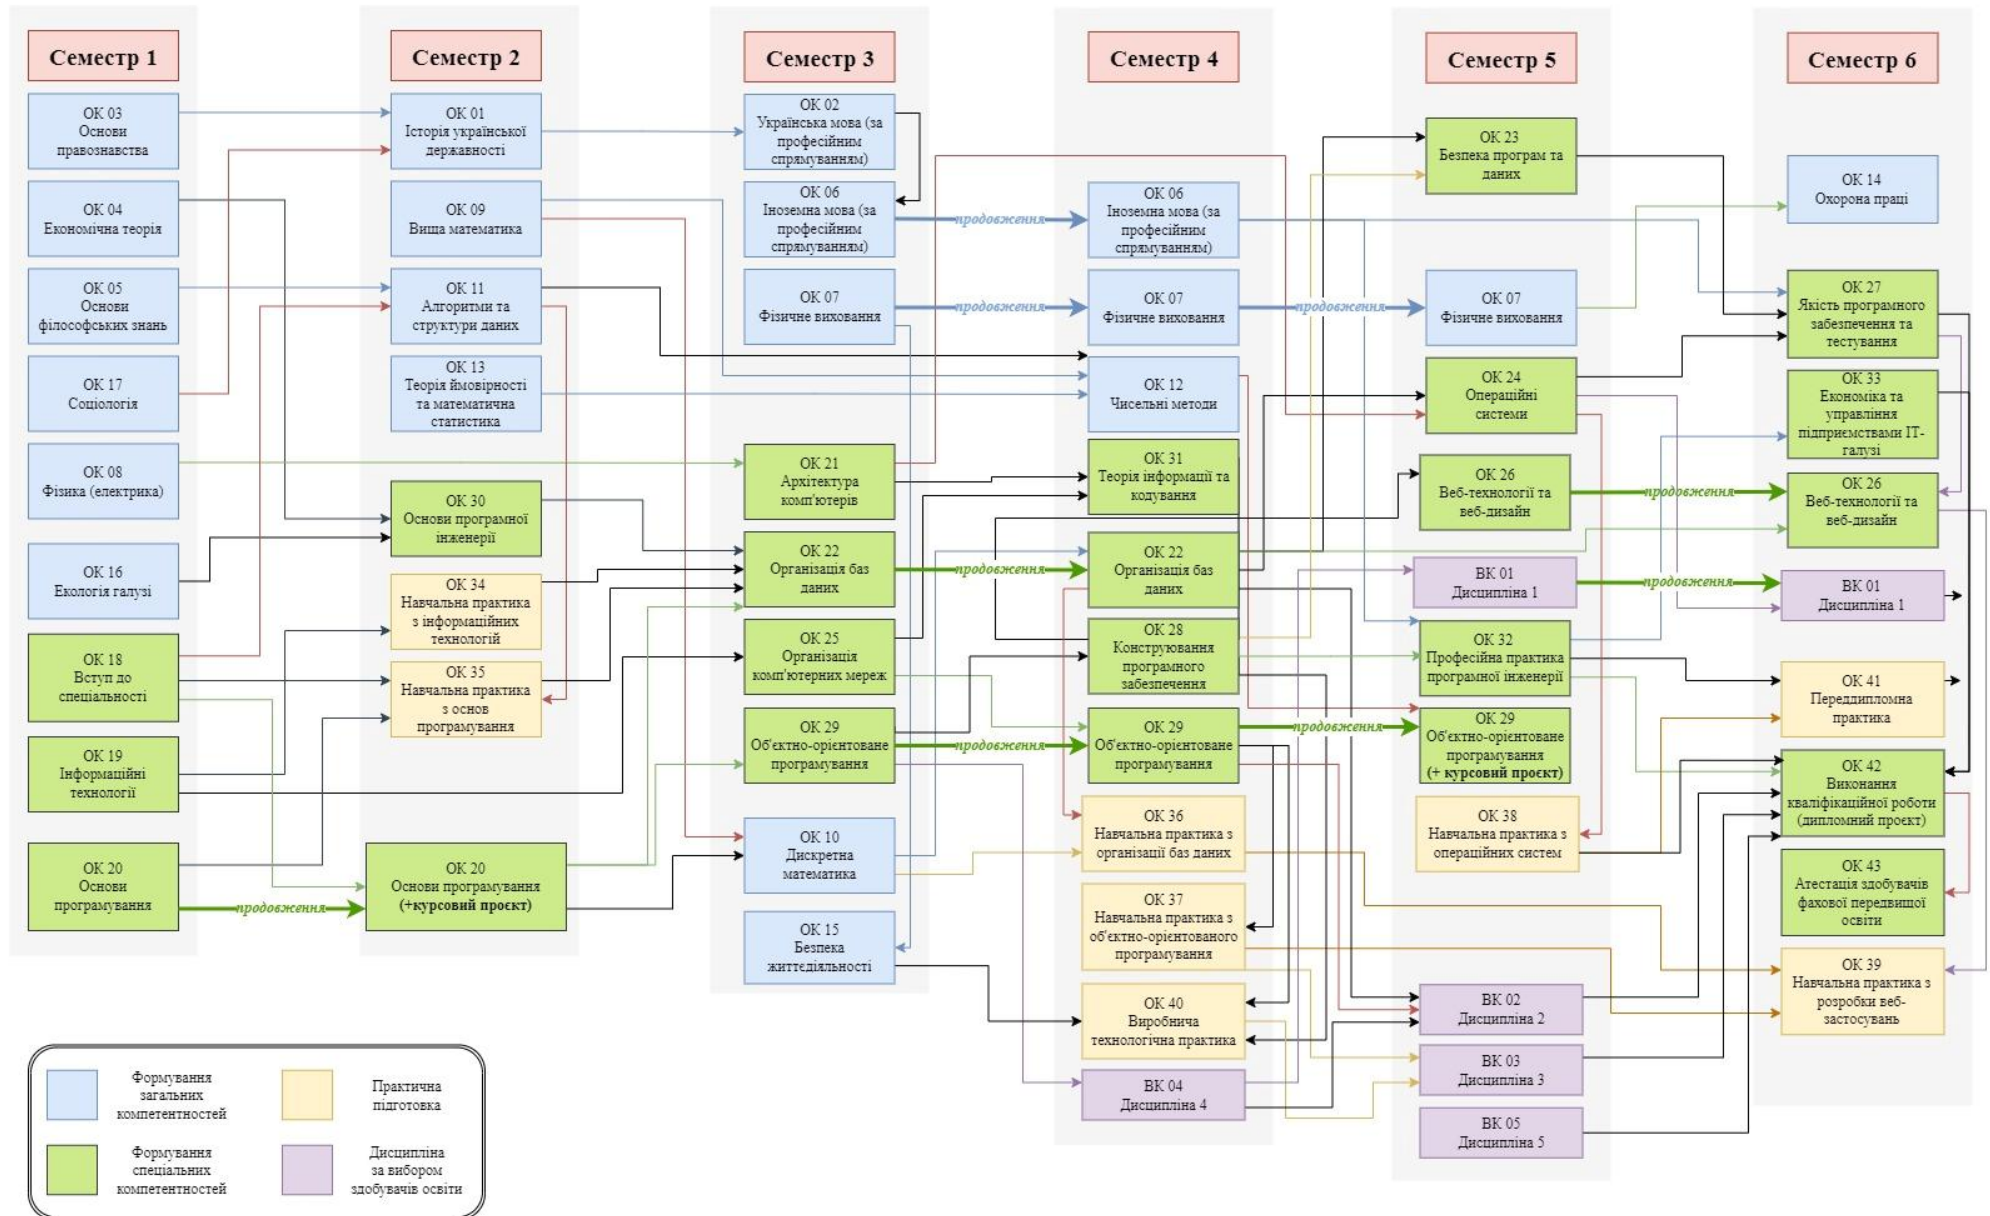 Семестр 1
ОК 03
Основи
правознавства
ОК 04
Економічна теорія
ОК 05
Основи
філософських знань
ОК 17
Соціологія
ОК 08
Фізика (електрика)
ОК 16
Екологія галузі
ОК 18
Вступ до
спеціальності
ОК 19
Інформаційні
технології
ОК 20
Основи
програмування
продовження
Семестр 2
ОК 01
Історія української
державності
ОК 09
Вища математика
ОК 11
Алгоритми та
структури даних
ОК 13
Теорія ймовірності
та математична
статистика
ОК 30
Основи програмної
інженерії
ОК 34
Навчальна практика
з інформаційних
технологій
ОК 35
Навчальна практика
з основ
програмування
ОК 20
Основи програмування
(+курсовий проєкт)
Семестр 3
ОК 02
Українська мова (за
професійним
спрямуванням)
ОК 06
Іноземна мова (за
професійним
спрямуванням)
продовження
ОК 07
Фізичне виховання
продовження
ОК 21
Архітектура
комп'ютерів
ОК 22
Організація баз
даних
продовження
ОК 25
Організація
комп'ютерних мереж
ОК 29
Об'єктно-орієнтоване
програмування
продовження
ОК 10
Дискретна
математика
ОК 15
Безпека
життєдіяльності
Семестр 4
ОК 06
Іноземна мова (за
професійним
спрямуванням)
ОК 07
Фізичне виховання
продовження
ОК 12
Чисельні методи
ОК 31
Теорія інформації та
кодування
ОК 22
Організація баз
даних
ОК 28
Конструювання
програмного
забезпечення
ОК 29
Об'єктно-орієнтоване
програмування
продовження
ОК 36
Навчальна практика з
організації баз даних
ОК 37
Навчальна практика з
об'єктно-орієнтованого
програмування
ОК 40
Виробнича
технологічна практика
ВК 04
Дисципліна 4
Семестр 5
ОК 23
Безпека програм та
даних
ОК 07
Фізичне виховання
ОК 24
Операційні
системи
ОК 26
Веб-технології та
веб-дизайн
продовження
ВК 01
Дисципліна 1
продовження
ОК 32
Професійна практика
програмної інженерії
ОК 29
Об'єктно-орієнтоване
програмування
(+ курсовий проєкт)
ОК 38
Навчальна практика з
операційних систем
ВК 02
Дисципліна 2
ВК 03
Дисципліна 3
ВК 05
Дисципліна 5
Семестр 6
ОК 14
Охорона праці
ОК 27
Якість програмного
забезпечення та
тестування
ОК 33
Економіка та
управління
підприємствами ІТ-
галузі
ОК 26
Веб-технології та
веб-дизайн
ВК 01
Дисципліна 1
ОК 41
Переддипломна
практика
ОК 42
Виконання
кваліфікаційної роботи
(дипломний проєкт)
ОК 43
Атестація здобувачів
фахової передвищої
освіти
ОК 39
Навчальна практика з
розробки веб-
застосувань
Формування
загальних
компетентностей
Практична
підготовка
Формування
спеціальних
компетентностей
Дисципліна
за вибором
здобувачів освіти